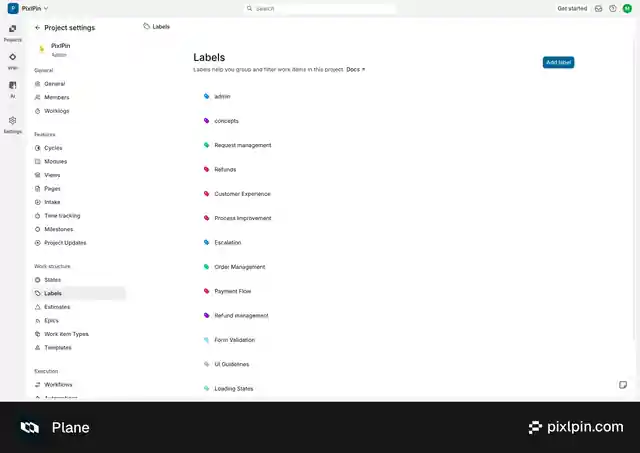 P PixlPin
Search
Get started
M
Projects
Wiki
AI
Settings
Project settings
PixlPin
Admin
General
General
Members
Worklogs
Features
Cycles
Modules
Views
Pages
Intake
Time tracking
Milestones
Project Updates
Work structure
States
Labels
Estimates
Epics
Work item Types
Templates
Execution
Workflows
Automations
Labels
Labels
Labels help you group and filter work items in this project. Docs
Add label
admin
concepts
Request management
Refunds
Customer Experience
Process Improvement
Escalation
Order Management
Payment Flow
Refund management
Form Validation
UI Guidelines
Loading States
Plane
pixlpin.com